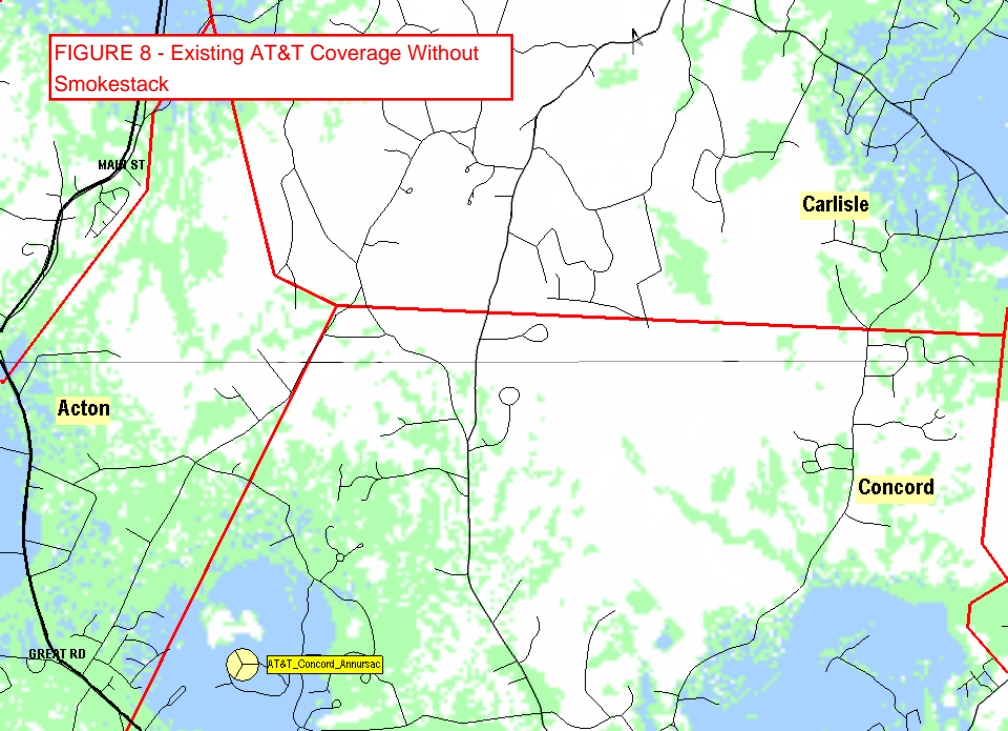 FIGURE 8 - Existing AT&T Coverage Without
Smokestack
MAIN ST
Carlisle
Acton
Concord
GREAT RD
AT&T_Concord_Annursac